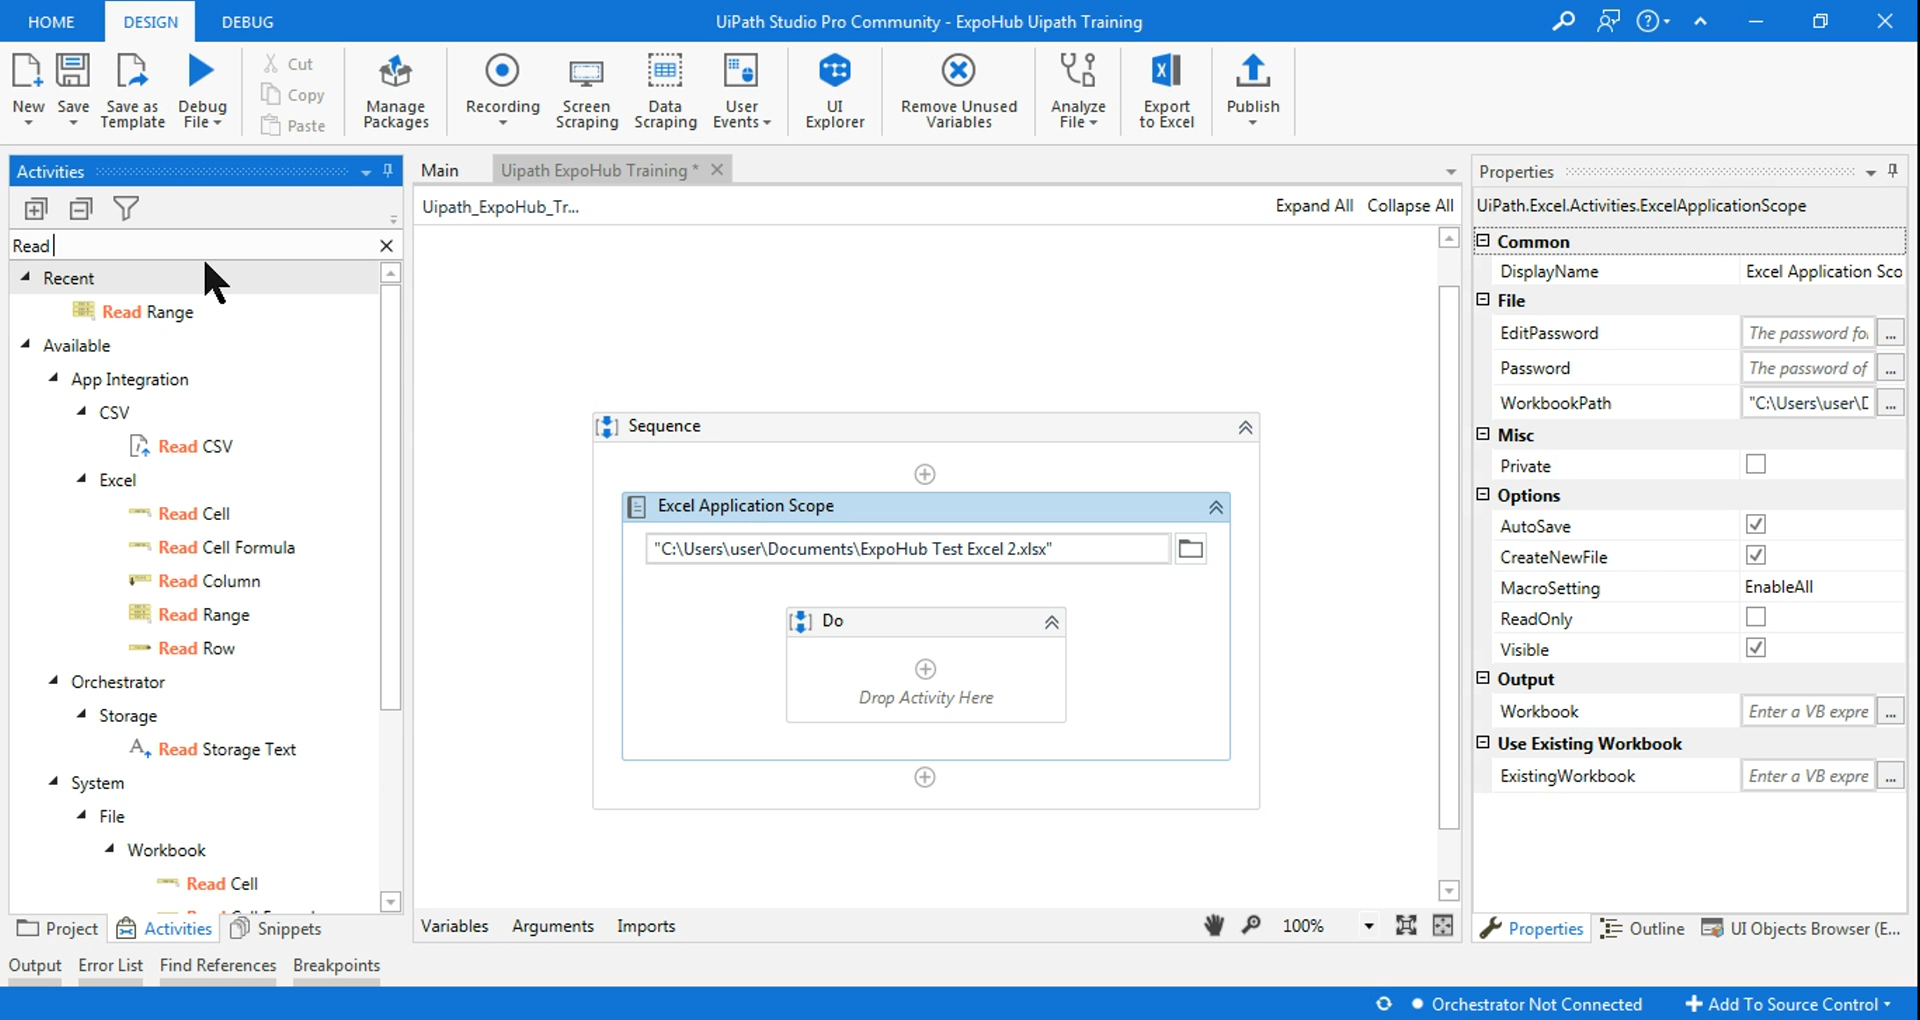 HOME DESIGN DEBUG
UiPath Studio Pro Community - ExpoHub Uipath Training
New
Save
Save as Template
Debug File
Cut
Copy
Paste
Manage Packages
Recording
Screen Scraping
Data Scraping
User Events
UI Explorer
Remove Unused Variables
Analyze File
Export to Excel
Publish
Activities
Read
Recent
Read Range
Available
App Integration
CSV
Read CSV
Excel
Read Cell
Read Cell Formula
Read Column
Read Range
Read Row
Orchestrator
Storage
Read Storage Text
System
File
Workbook
Read Cell
Project Activities Snippets
Main
Uipath ExpoHub Training *
Uipath_ExpoHub_Tr...
Expand All Collapse All
Sequence
Excel Application Scope
"C:\Users\user\Documents\ExpoHub Test Excel 2.xlsx"
Do
Drop Activity Here
Variables Arguments Imports
100%
Properties
UiPath.Excel.Activities.ExcelApplicationScope
Common
DisplayName Excel Application Sco
File
EditPassword The password fo ...
Password The password of ...
WorkbookPath "C:\Users\user\D ...
Misc
Private
Options
AutoSave
CreateNewFile
MacroSetting EnableAll
ReadOnly
Visible
Output
Workbook Enter a VB expre ...
Use Existing Workbook
ExistingWorkbook Enter a VB expre ...
Properties Outline UI Objects Browser (E...
Output Error List Find References Breakpoints
Orchestrator Not Connected
Add To Source Control